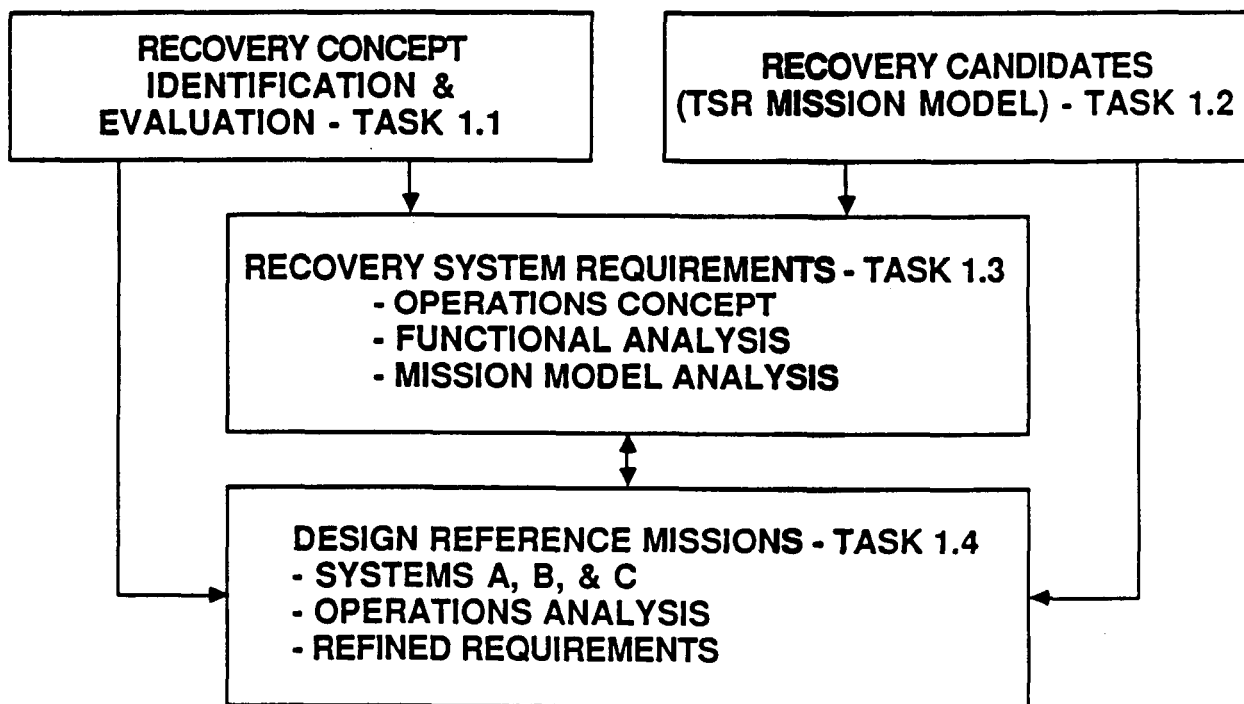 RECOVERY CONCEPT
IDENTIFICATION &
EVALUATION - TASK 1.1
RECOVERY CANDIDATES
(TSR MISSION MODEL) - TASK 1.2
RECOVERY SYSTEM REQUIREMENTS - TASK 1.3
- OPERATIONS CONCEPT
- FUNCTIONAL ANALYSIS
- MISSION MODEL ANALYSIS
DESIGN REFERENCE MISSIONS - TASK 1.4
- SYSTEMS A, B, & C
- OPERATIONS ANALYSIS
- REFINED REQUIREMENTS